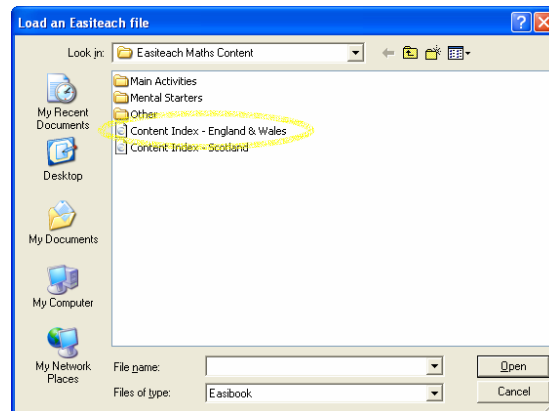 Load an Easiteach file
Look in:
Easiteach Maths Content
My Recent
Documents
Desktop
My Documents
My Computer
My Network
Places
Main Activities
Mental Starters
Other
Content Index - England & Wales
Content Index - Scotland
File name:
Open
Files of type:
Easibook
Cancel